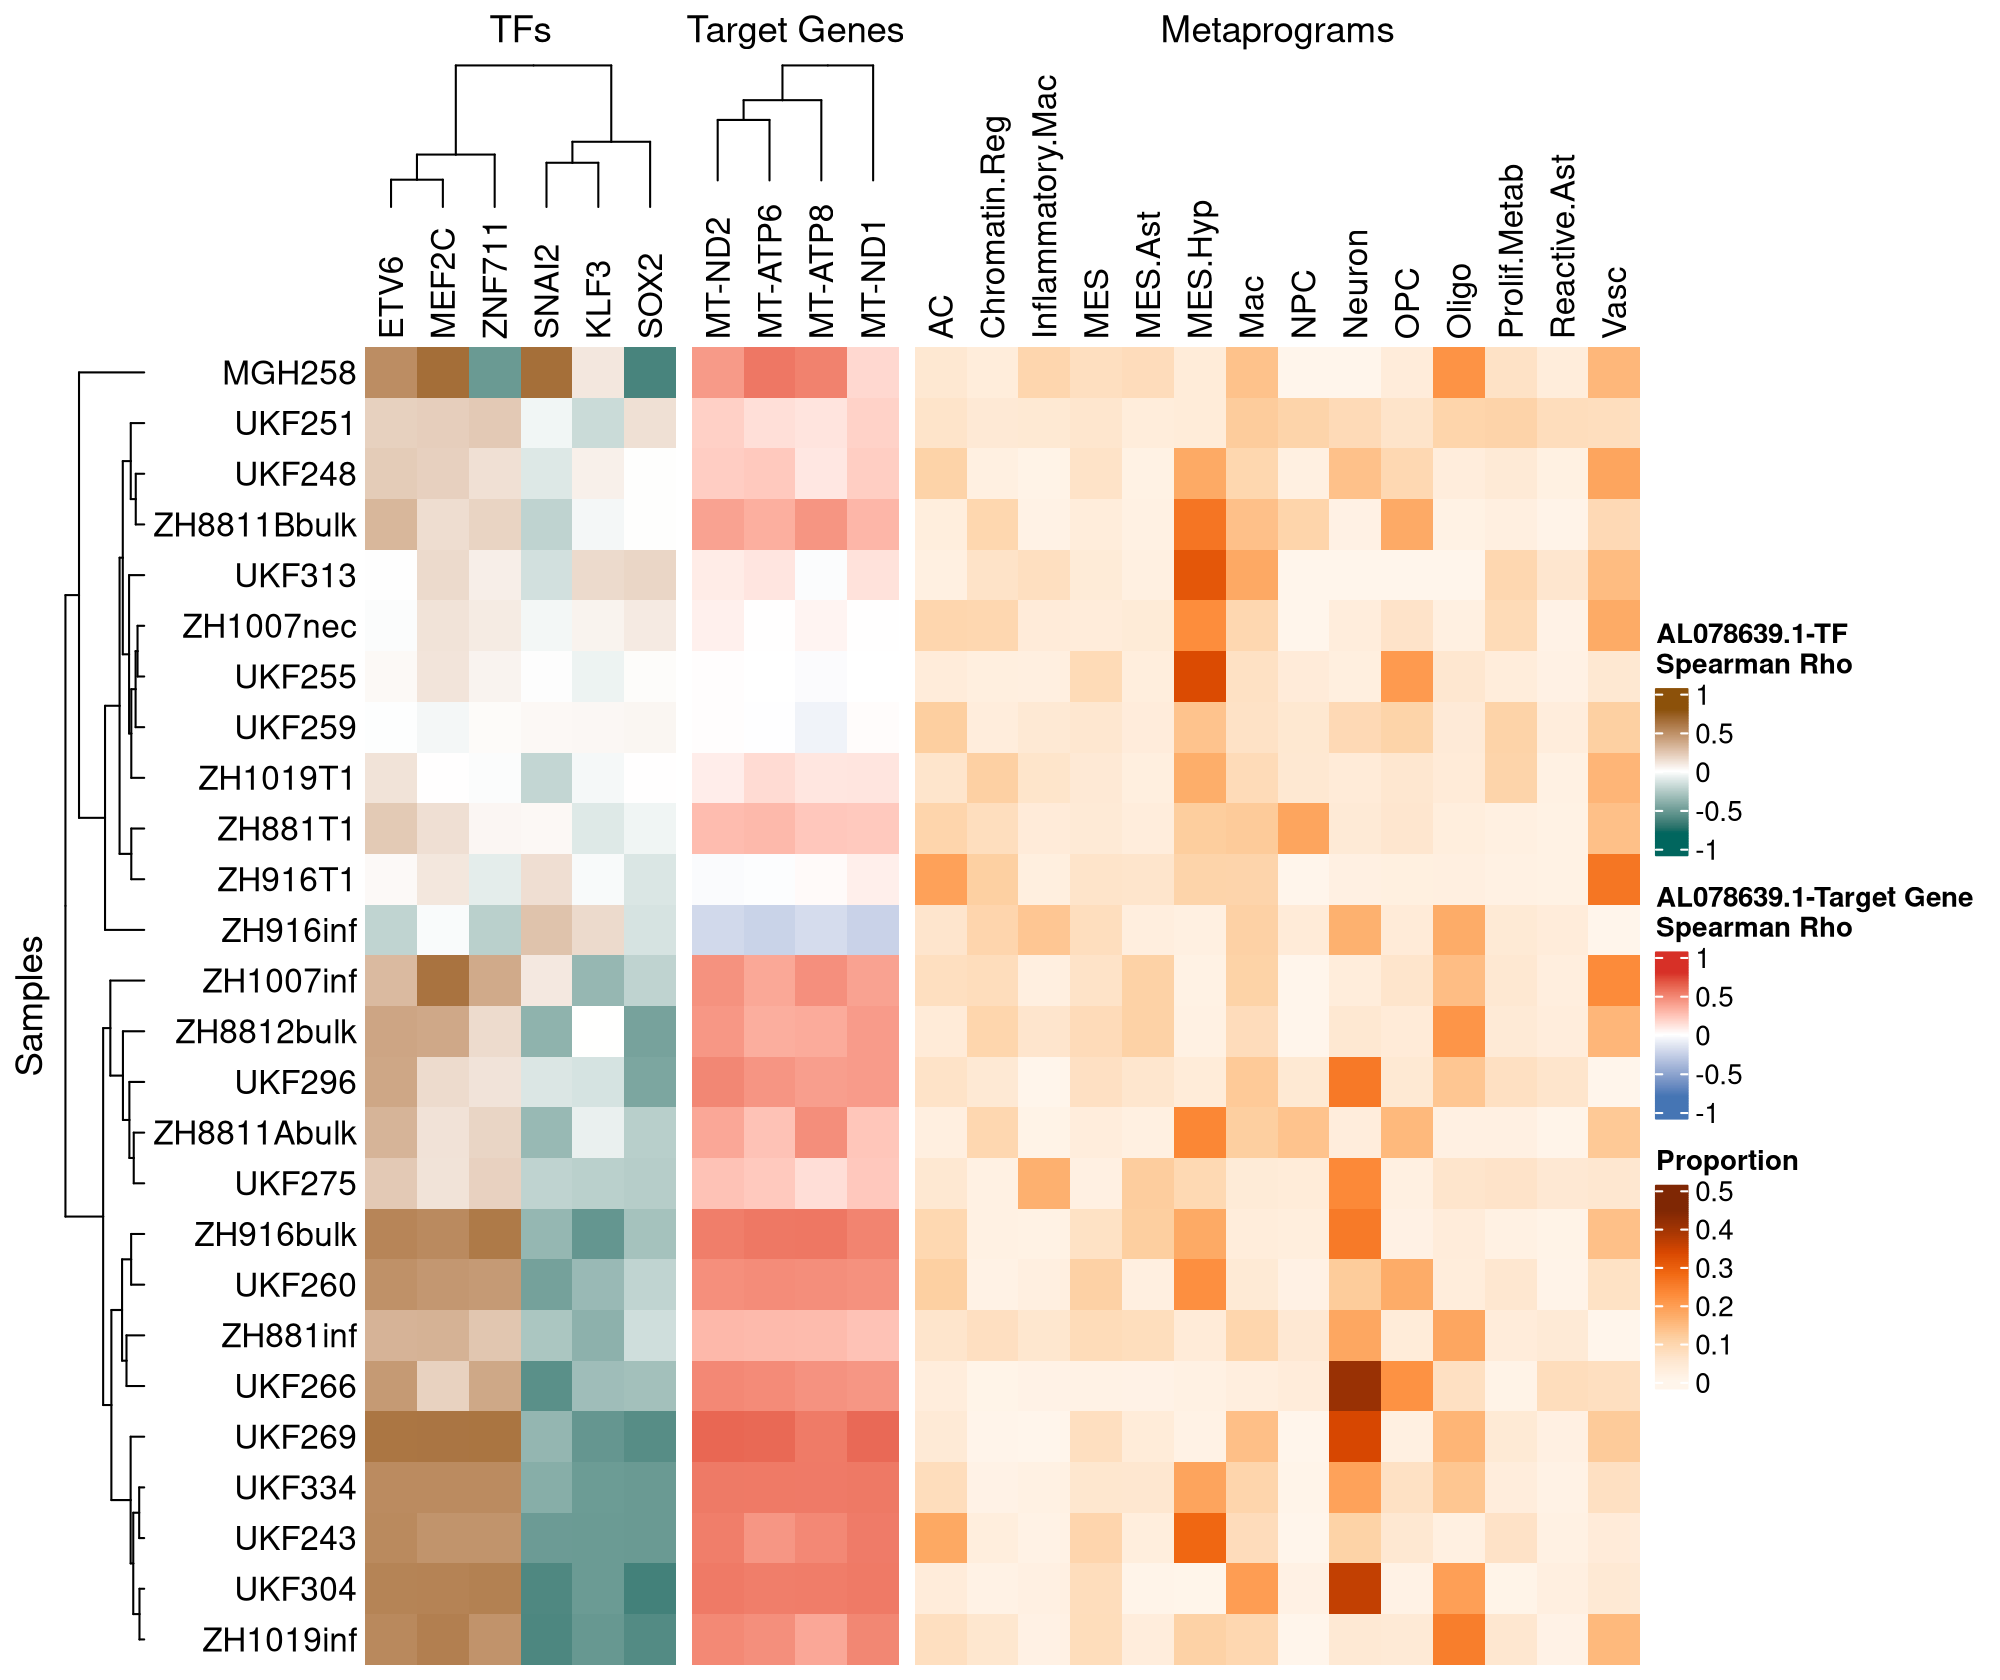 TFs
Target Genes
Metaprograms
ETV6
MEF2C
ZNF711
SNAI2
KLF3
SOX2
MT-ND2
MT-ATP6
MT-ATP8
MT-ND1
AC
Chromatin.Reg
Inflammatory.Mac
MES
MES.Ast
MES.Hyp
Mac
NPC
Neuron
OPC
Oligo
Prolif.Metab
Reactive.Ast
Vasc
Samples
MGH258
UKF251
UKF248
ZH8811Bbulk
UKF313
ZH1007nec
UKF255
UKF259
ZH1019T1
ZH881T1
ZH916T1
ZH916inf
ZH1007inf
ZH8812bulk
UKF296
ZH8811Abulk
UKF275
ZH916bulk
UKF260
ZH881inf
UKF266
UKF269
UKF334
UKF243
UKF304
ZH1019inf
AL078639.1-TF
Spearman Rho
1
0.5
0
-0.5
-1
AL078639.1-Target Gene
Spearman Rho
1
0.5
0
-0.5
-1
Proportion
0.5
0.4
0.3
0.2
0.1
0